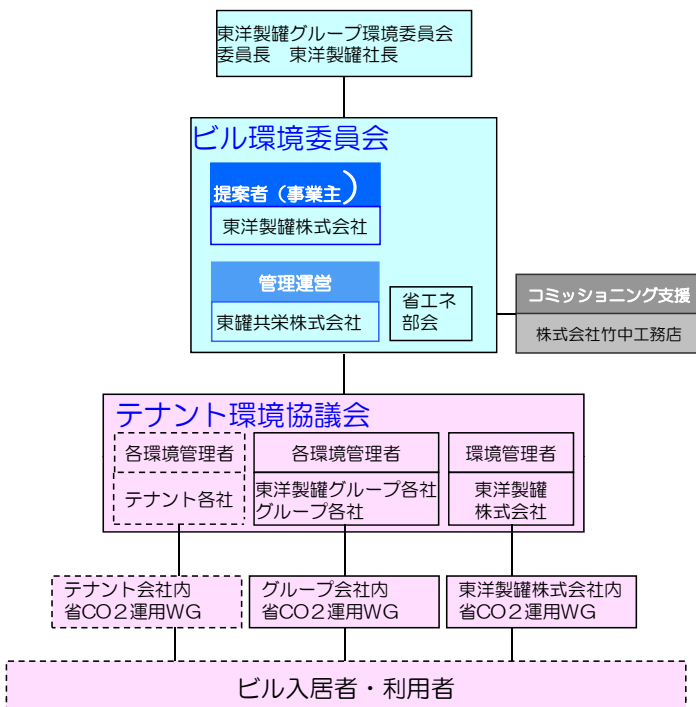 東洋製罐グループ環境委員会
委員長　東洋製罐社長
ビル環境委員会
提案者（事業主）
東洋製罐株式会社
管理運営
東罐共栄株式会社
省エネ
部会
コミッショニング支援
株式会社竹中工務店
テナント環境協議会
各環境管理者
テナント各社
各環境管理者
東洋製罐グループ各社
グループ各社
環境管理者
東洋製罐
株式会社
テナント会社内
省CO2運用WG
グループ会社内
省CO2運用WG
東洋製罐株式会社内
省CO2運用WG
ビル入居者・利用者